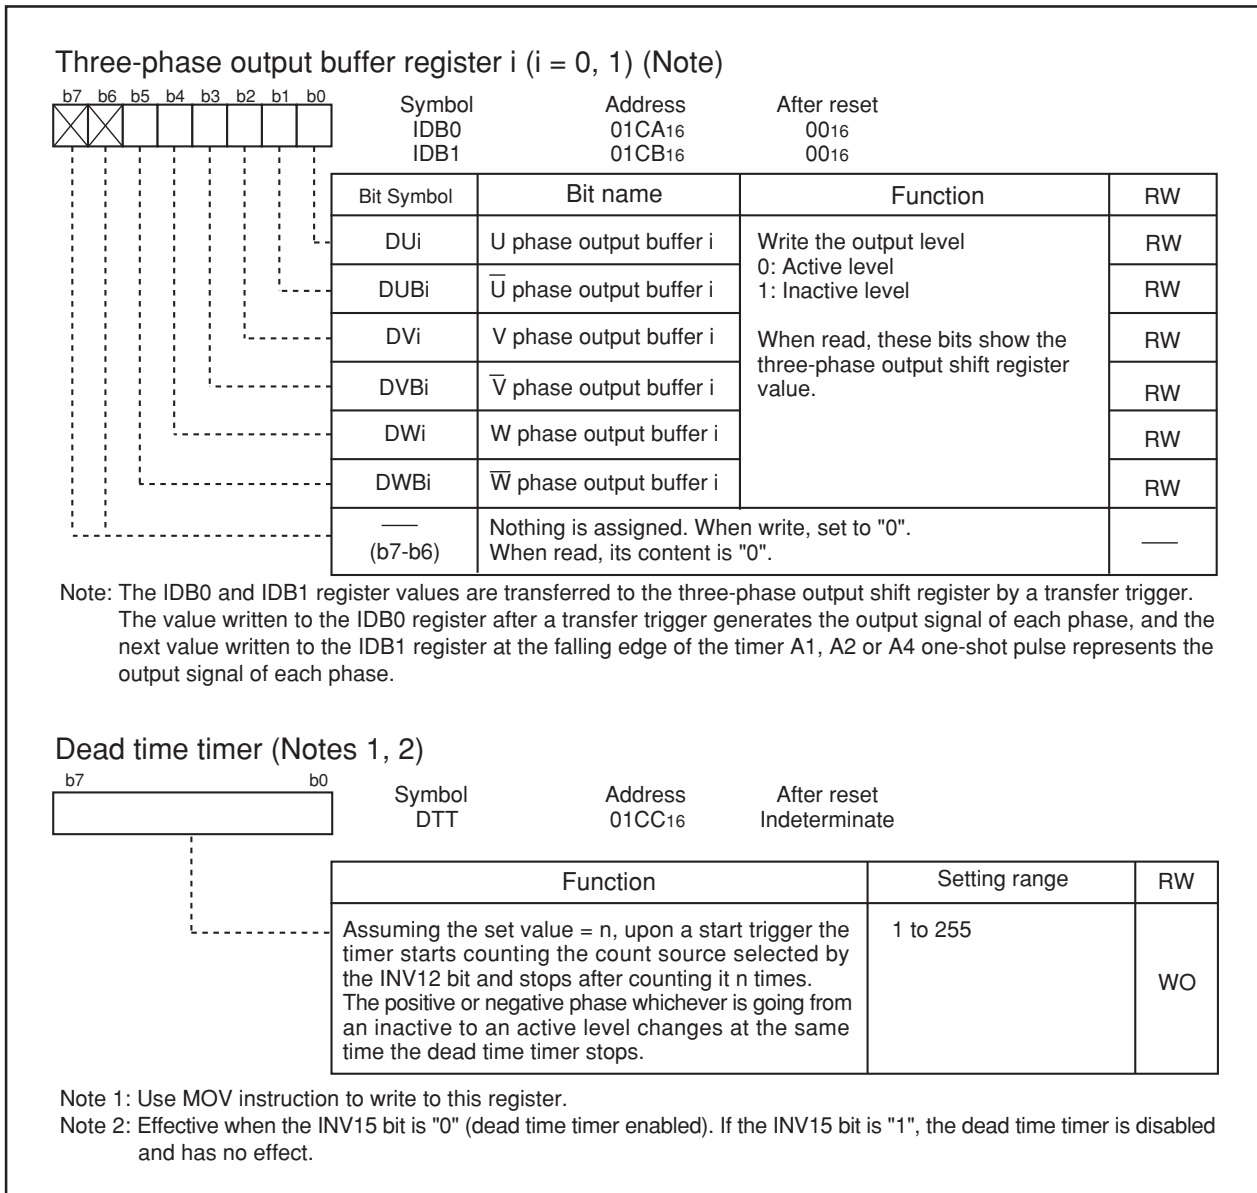 Three-phase output buffer register i (i = 0, 1) (Note)
b7 b6 b5 b4 b3 b2 b1 b0
Symbol Address After reset
IDB0 01CA16 0016
IDB1 01CB16 0016
Bit Symbol Bit name Function RW
DUi U phase output buffer i Write the output level RW
0: Active level
DUBi U̅ phase output buffer i 1: Inactive level RW
DVi V phase output buffer i When read, these bits show the RW
three-phase output shift register
DVBi V̅ phase output buffer i value. RW
DWi W phase output buffer i RW
DWBi W̅ phase output buffer i RW
— Nothing is assigned. When write, set to "0".
(b7-b6) When read, its content is "0". —
Note: The IDB0 and IDB1 register values are transferred to the three-phase output shift register by a transfer trigger.
The value written to the IDB0 register after a transfer trigger generates the output signal of each phase, and the
next value written to the IDB1 register at the falling edge of the timer A1, A2 or A4 one-shot pulse represents the
output signal of each phase.
Dead time timer (Notes 1, 2)
b7 b0
Symbol Address After reset
DTT 01CC16 Indeterminate
Function Setting range RW
Assuming the set value = n, upon a start trigger the 1 to 255
timer starts counting the count source selected by
the INV12 bit and stops after counting it n times. WO
The positive or negative phase whichever is going from
an inactive to an active level changes at the same
time the dead time timer stops.
Note 1: Use MOV instruction to write to this register.
Note 2: Effective when the INV15 bit is "0" (dead time timer enabled). If the INV15 bit is "1", the dead time timer is disabled
and has no effect.